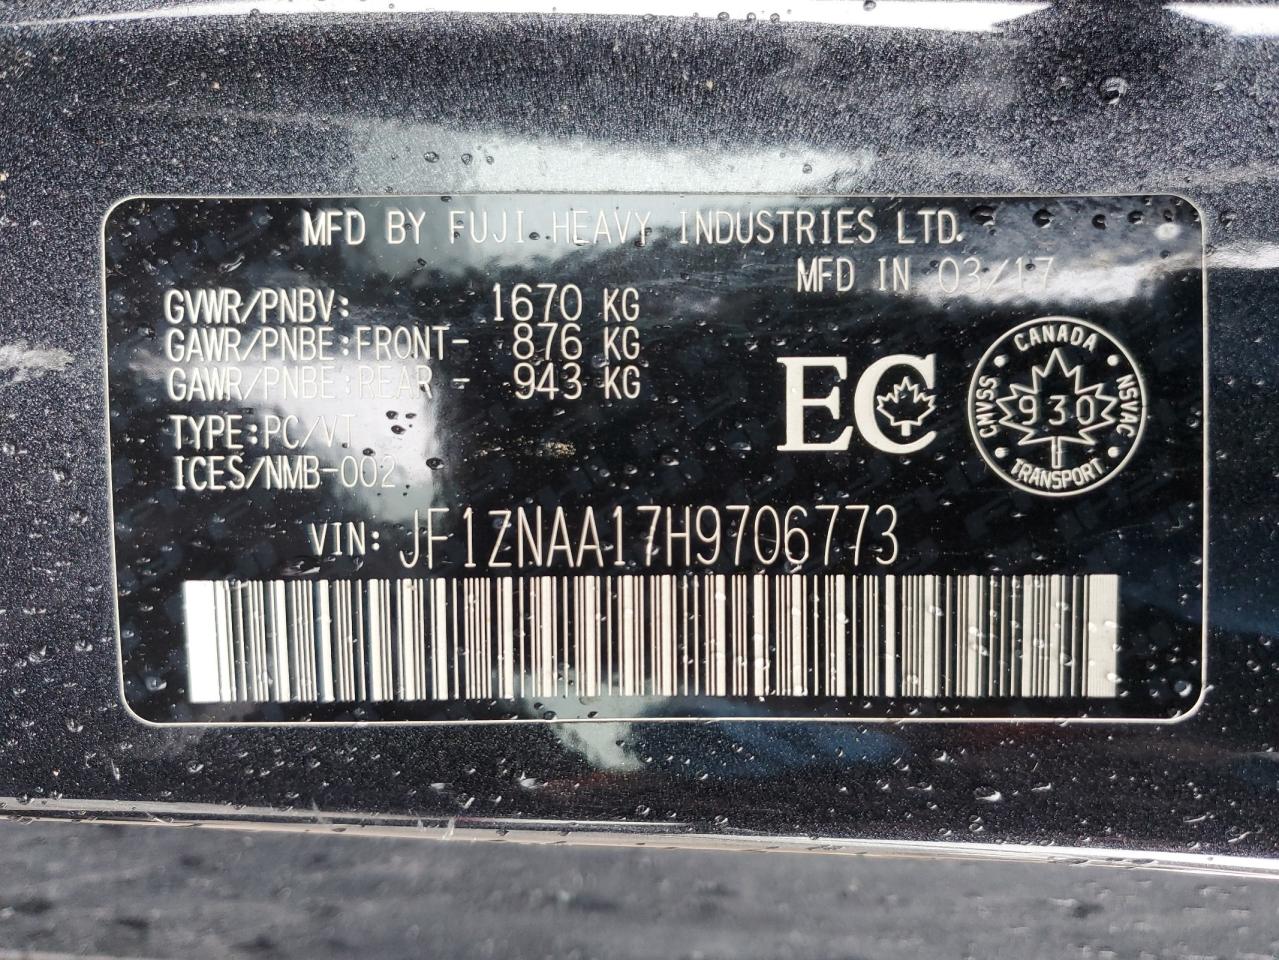 MFD BY FUJI HEAVY INDUSTRIES LTD.
MFD IN 03/17
GVWR/PNBV: 1670 KG
GAWR/PNBE:FRONT- 876 KG
GAWR/PNBE:REAR - 943 KG
TYPE:PC/VT
ICES/NMB-002
EC
CANADA
CMVSS 930 NSVAC
TRANSPORT
VIN: JF1ZNAA17H9706773